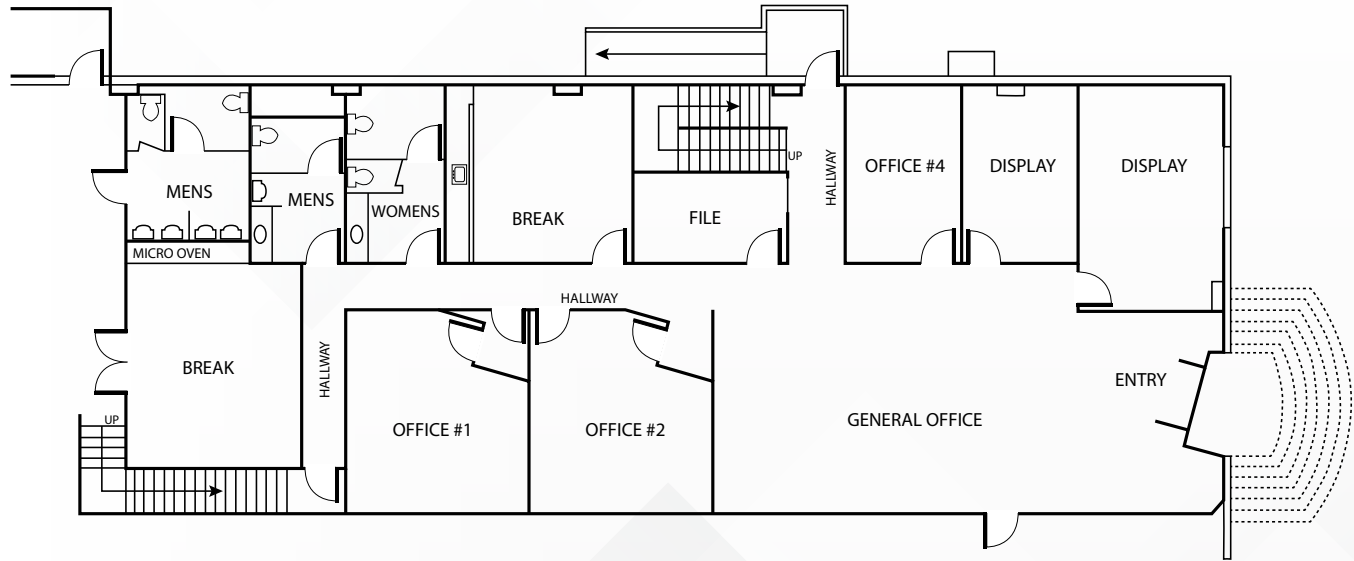 UP
HALLWAY
OFFICE #4
DISPLAY
DISPLAY
MENS
MENS
WOMENS
BREAK
FILE
MICRO OVEN
HALLWAY
BREAK
HALLWAY
ENTRY
UP
OFFICE #1
OFFICE #2
GENERAL OFFICE